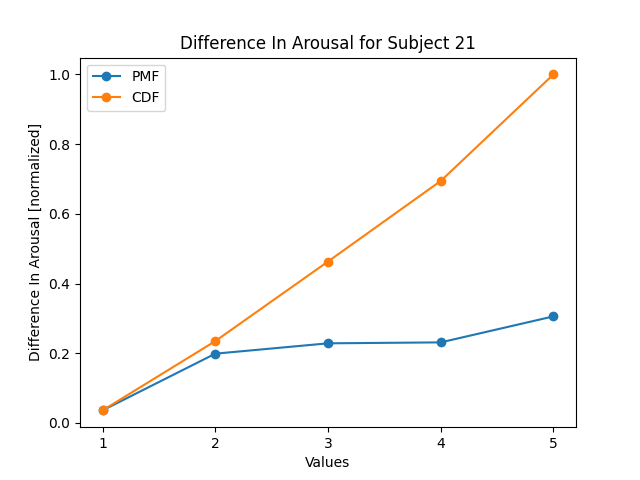 Difference In Arousal for Subject 21
PMF
CDF
Difference In Arousal [normalized]
1.0
0.8
0.6
0.4
0.2
0.0
1 2 3 4 5
Values